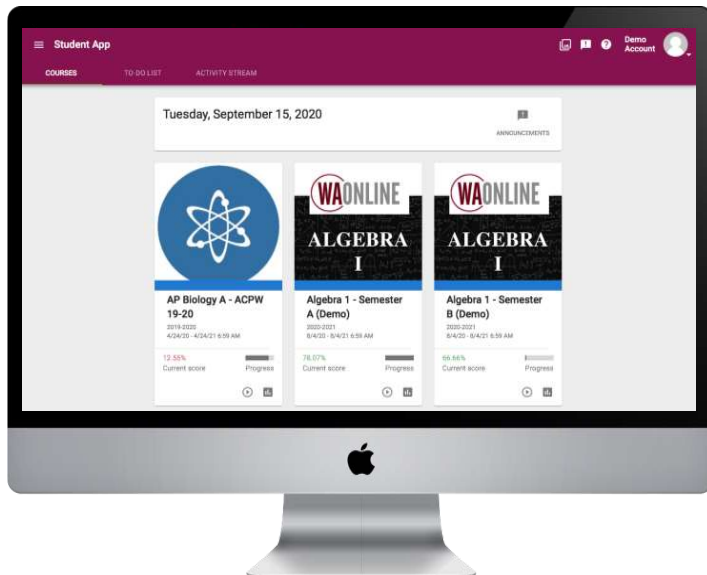 Student App
Demo
Account
COURSES
TO DO LIST
ACTIVITY STREAM
Tuesday, September 15, 2020
ANNOUNCEMENTS
WAONLINE
ALGEBRA
I
WAONLINE
ALGEBRA
I
AP Biology A - ACPW
19-20
2019-2020
4/24/20 - 4/24/21 6:59 AM
12.55%
Current score
Progress
Algebra 1 - Semester
A (Demo)
2020-2021
8/4/20 - 8/4/21 6:59 AM
78.07%
Current score
Progress
Algebra 1 - Semester
B (Demo)
2020-2021
8/4/20 - 8/4/21 6:59 AM
66.66%
Current score
Progress